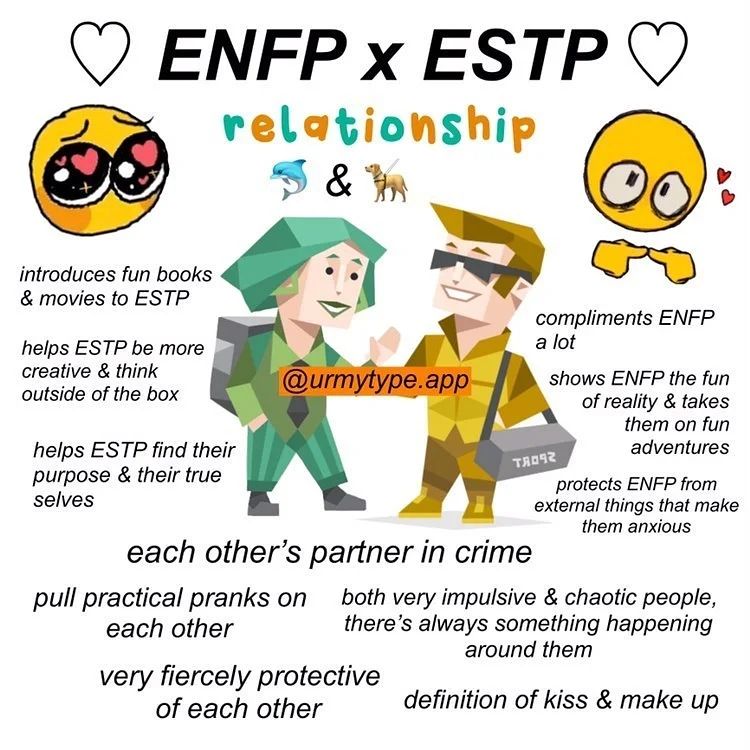 ♡ ENFP x ESTP ♡
relationship
&
introduces fun books
& movies to ESTP
helps ESTP be more
creative & think
outside of the box
helps ESTP find their
purpose & their true
selves
@urmytype.app
TROPS
compliments ENFP
a lot
shows ENFP the fun
of reality & takes
them on fun
adventures
protects ENFP from
external things that make
them anxious
each other’s partner in crime
pull practical pranks on
each other
both very impulsive & chaotic people,
there’s always something happening
around them
very fiercely protective
of each other
definition of kiss & make up